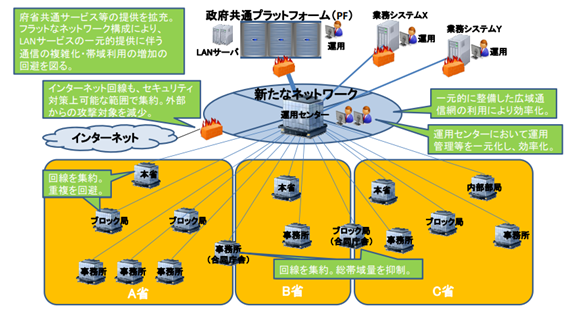 府省共通サービス等の提供を拡充。
フラットなネットワーク構成により、
LANサービスの一元的提供に伴う
通信の複雑化・帯域利用の増加の
回避を図る。
政府共通プラットフォーム（PF）
LANサーバ
運用
業務システムX
運用
業務システムY
運用
インターネット回線も、セキュリティ
対策上可能な範囲で集約。外部
からの攻撃対象を減少。
インターネット
新たなネットワーク
運用センター
一元的に整備した広域通
信網の利用により効率化。
運用センターにおいて運用
管理等を一元化し、効率化。
回線を集約。
重複を回避。
本省
ブロック局
ブロック局
事務所
事務所
事務所
事務所
（合同庁舎）
A省
本省
事務所
ブロック局
（合同庁舎）
回線を集約。総帯域量を抑制。
B省
本省
内部部局
ブロック局
事務所
事務所
C省